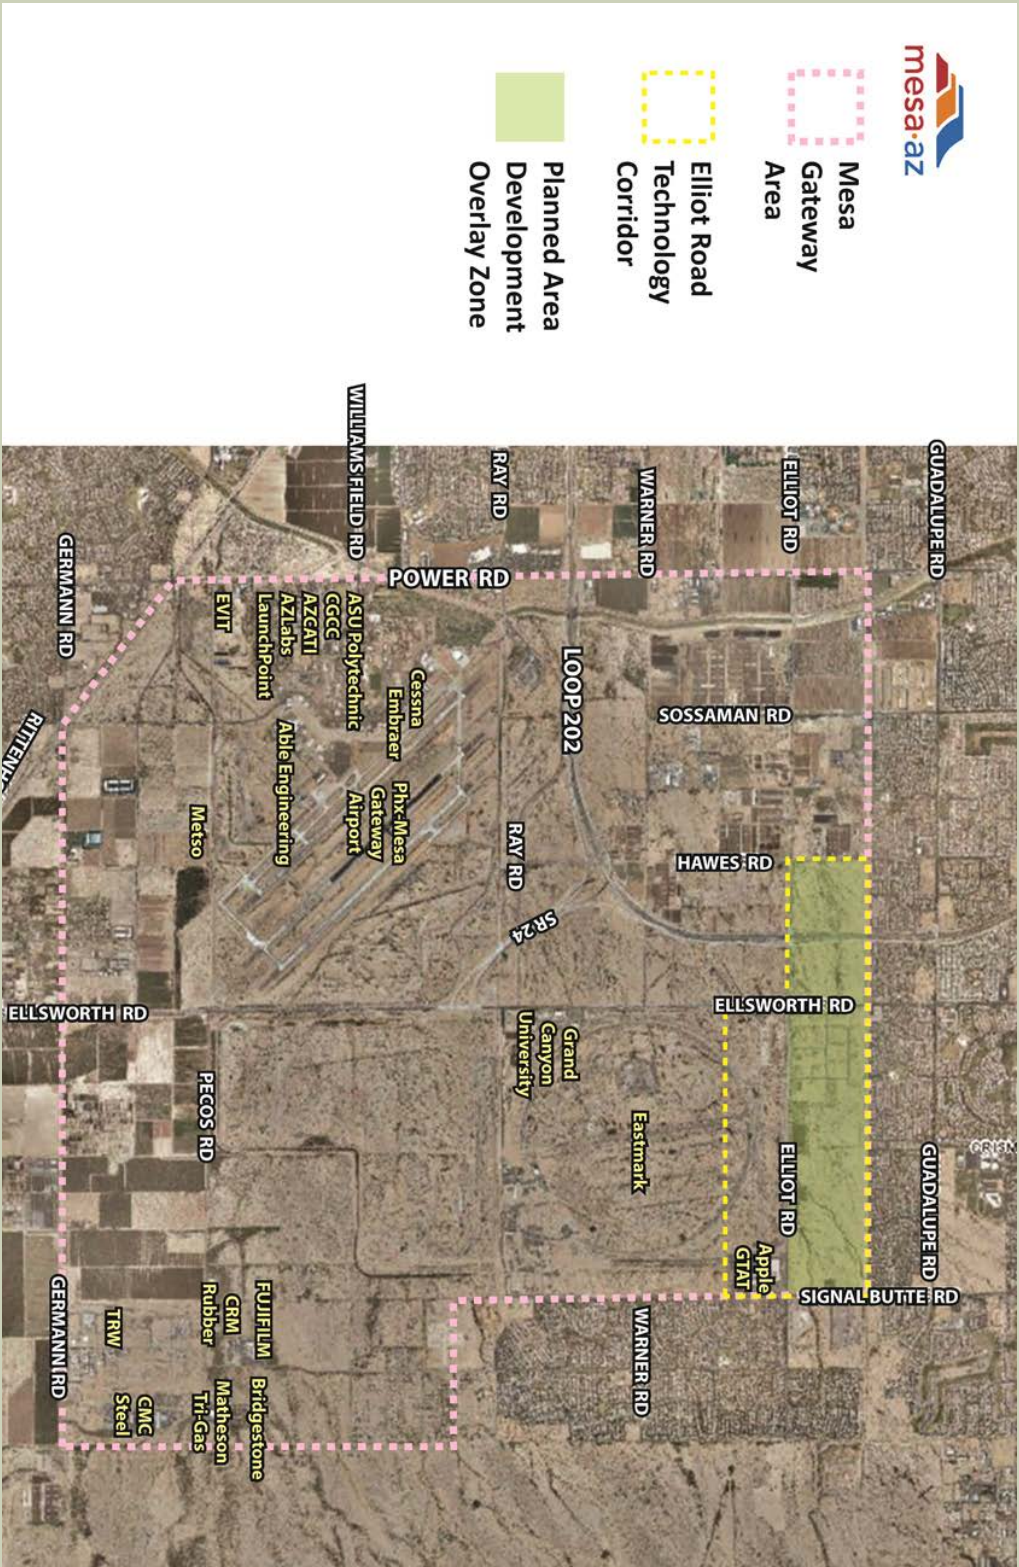 mesa·az
Mesa
Gateway
Area
Elliot Road
Technology
Corridor
Planned Area
Development
Overlay Zone
GUADALUPE RD
ELLIOT RD
WARNER RD
RAY RD
WILLIAMS FIELD RD
GERMANN RD
POWER RD
LOOP 202
SOSSAMAN RD
HAWES RD
RAY RD
SR 24
ELLSWORTH RD
ELLSWORTH RD
PECOS RD
GUADALUPE RD
ELLIOT RD
SIGNAL BUTTE RD
WARNER RD
GERMANN RD
ASU Polytechnic
CGCC
AZCATI
AZLabs
LaunchPoint
EVIT
Cessna
Embraer
Phx-Mesa
Gateway
Airport
Able Engineering
Metso
Grand
Canyon
University
Eastmark
Apple
GTAT
FUJIFILM
CRM
Rubber
TRW
Bridgestone
Matheson
Tri-Gas
CMC
Steel